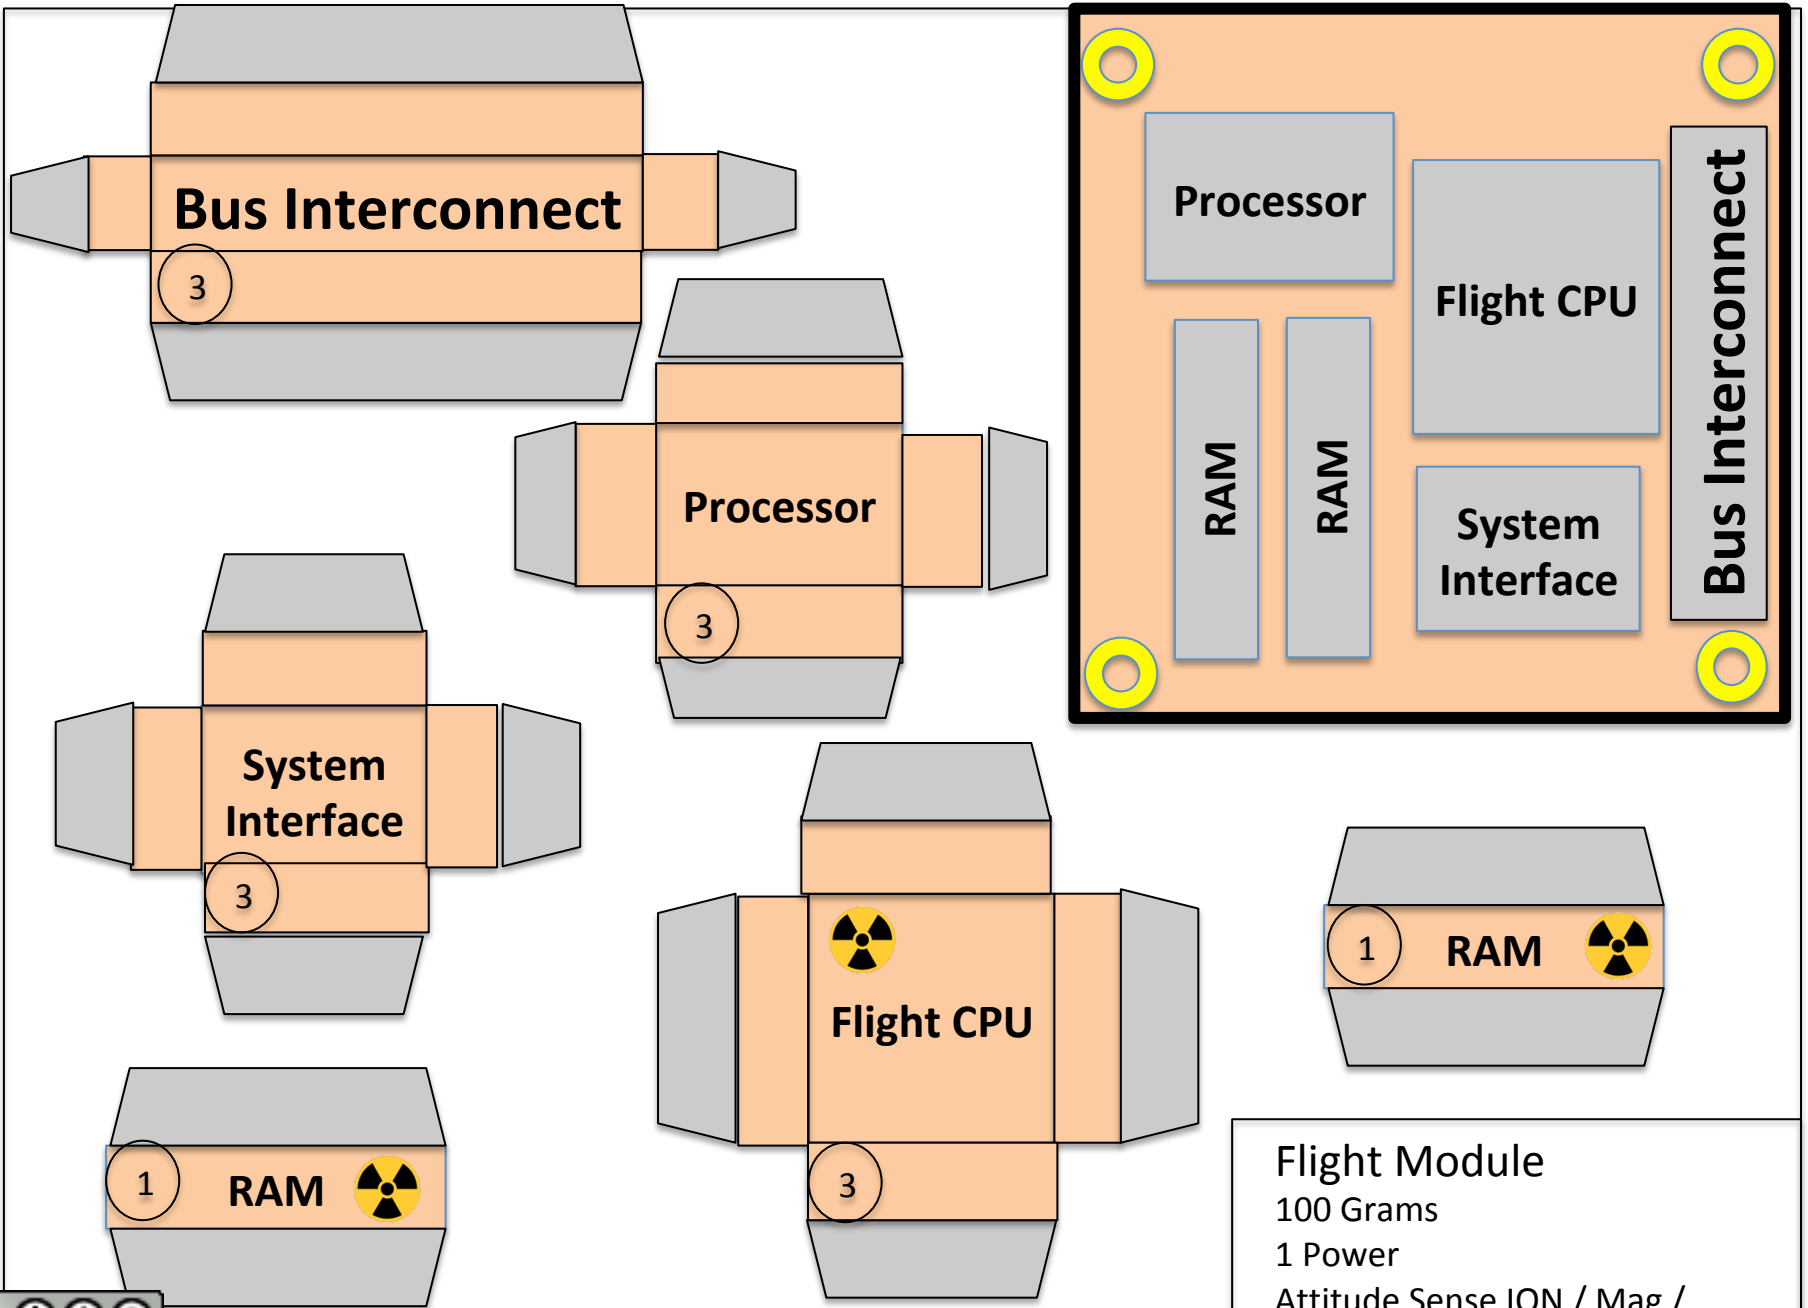 Bus Interconnect
3
Processor
3
System
Interface
3
RAM
1
Flight CPU
3
RAM
1
Processor
Flight CPU
RAM
RAM
System
Interface
Bus Interconnect
Flight Module
100 Grams
1 Power
Attitude Sense ION / Mag /